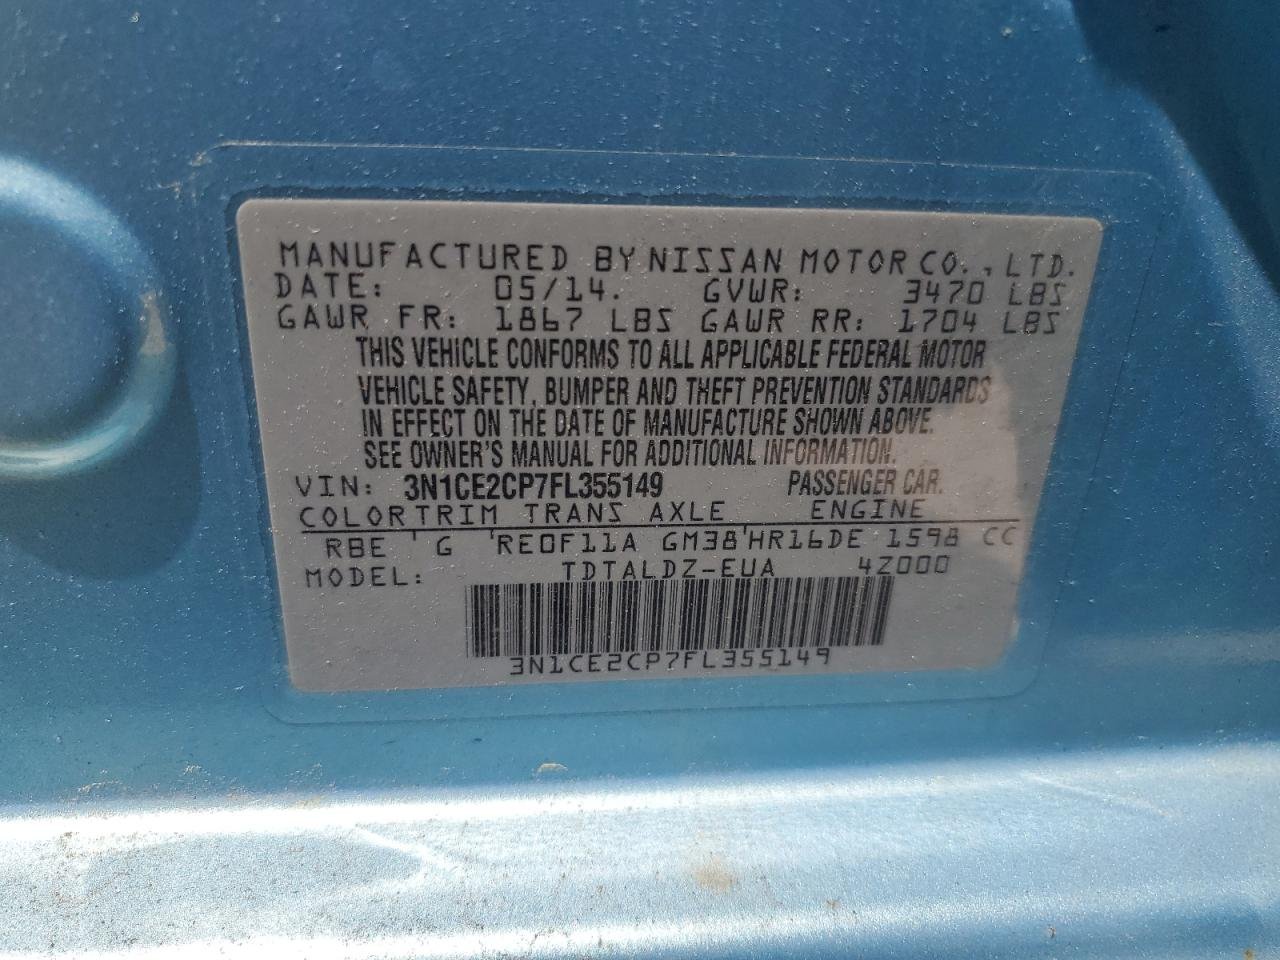 MANUFACTURED BY NISSAN MOTOR CO., LTD.
DATE: 05/14. GVWR: 3470 LBS
GAWR FR: 1867 LBS GAWR RR: 1704 LBS
THIS VEHICLE CONFORMS TO ALL APPLICABLE FEDERAL MOTOR
VEHICLE SAFETY, BUMPER AND THEFT PREVENTION STANDARDS
IN EFFECT ON THE DATE OF MANUFACTURE SHOWN ABOVE.
SEE OWNER'S MANUAL FOR ADDITIONAL INFORMATION.
VIN: 3N1CE2CP7FL355149 PASSENGER CAR.
COLOR TRIM TRANS AXLE ENGINE
RBE ' G 'RE0F11A GM38'HR16DE 1598 CC
MODEL: TDTALDZ-EUA 4Z000
3N1CE2CP7FL355149